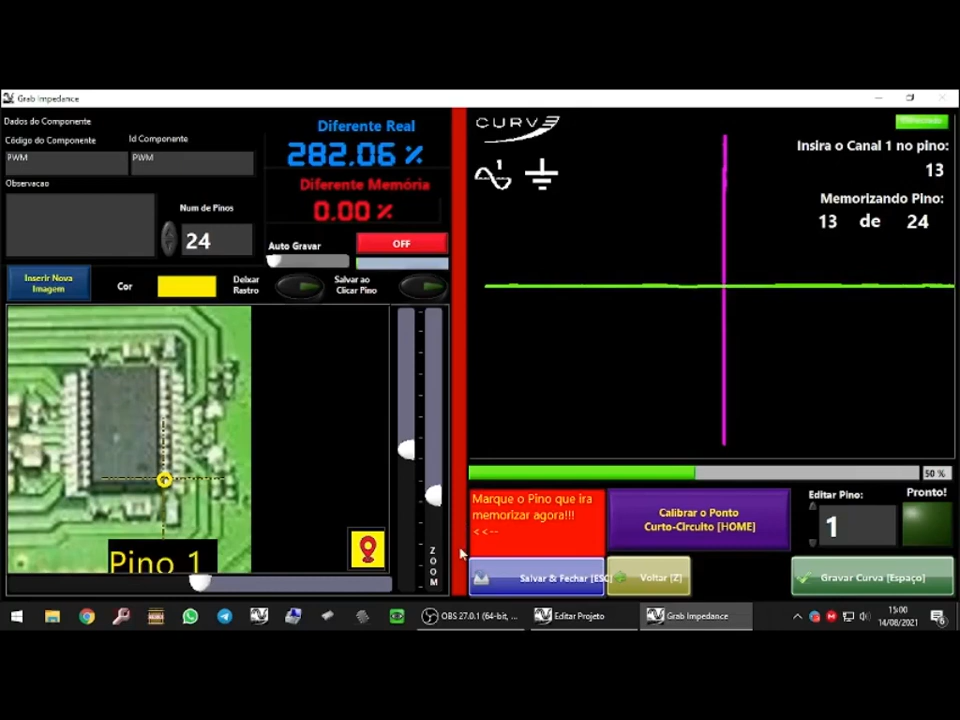 Grab Impedance
Dados do Componente
Código do Componente
Id Componente
PWM
PWM
Observacao
Num de Pinos
24
Diferente Real
282.06 %
Diferente Memória
0.00 %
Auto Gravar
OFF
Inserir Nova
Imagem
Cor
Deixar
Rastro
Salvar ao
Clicar Pino
Pino 1
ZOOM
CURVE
Insira o Canal 1 no pino:
13
Memorizando Pino:
13 de 24
50 %
Marque o Pino que ira
memorizar agora!!!
<<--
Calibrar o Ponto
Curto-Circuito [HOME]
Editar Pino:
1
Pronto!
Salvar & Fechar [ESC]
Voltar [Z]
Gravar Curva [Espaço]
OBS 27.0.1 (64-bit, ...
Editar Projeto
Grab Impedance
15:00
14/08/2021